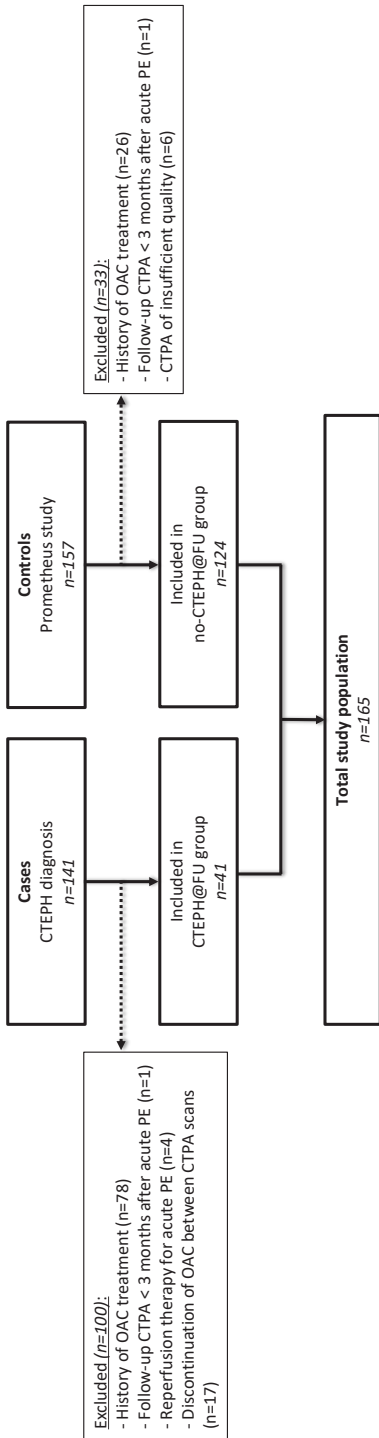 Cases
CTEPH diagnosis
n=141
Controls
Prometheus study
n=157
Excluded (n=100):
- History of OAC treatment (n=78)
- Follow-up CTPA < 3 months after acute PE (n=1)
- Reperfusion therapy for acute PE (n=4)
- Discontinuation of OAC between CTPA scans
(n=17)
Excluded (n=33):
- History of OAC treatment (n=26)
- Follow-up CTPA < 3 months after acute PE (n=1)
- CTPA of insufficient quality (n=6)
Included in
CTEPH@FU group
n=41
Included in
no-CTEPH@FU group
n=124
Total study population
n=165